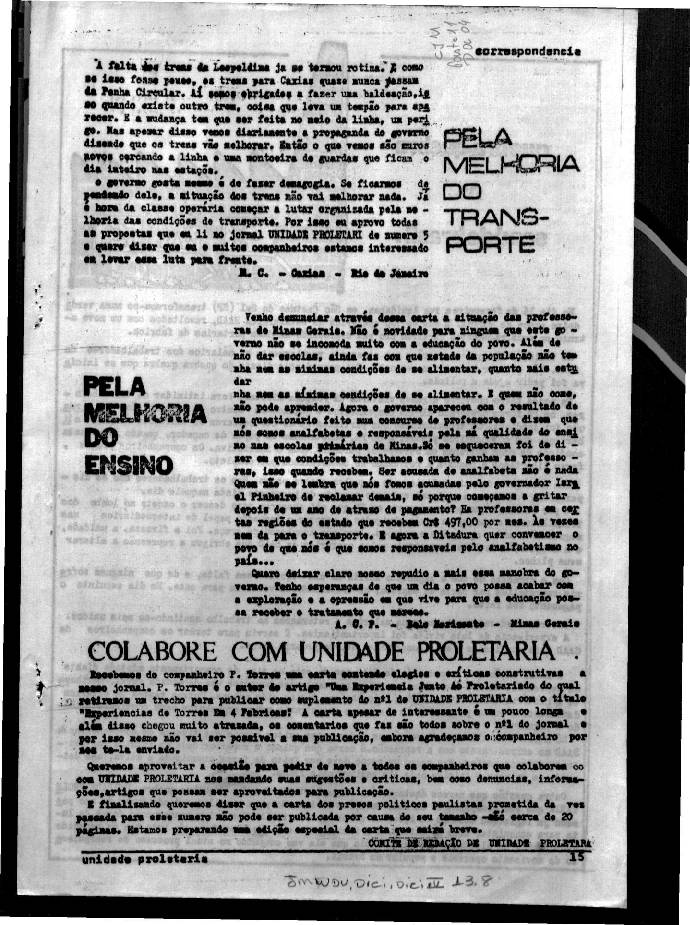 correspondencia
A falta dos trens da Leopoldina ja se tornou rotina. E como
se isso fosse pouco, os trens para Caxias quase nunca passam
da Penha Circular. Aí somos obrigados a fazer uma baldeação, is
so quando existe outro trem, coisa que leva um tempão para apa
recer. E a mudança tem que ser feita no meio da linha, um peri
go. Mas apesar disso vemos diariamente a propaganda do governo
dizendo que os trens vão melhorar. Então o que vemos são muros
novos cercando a linha e uma montoeira de guardas que ficam o
dia inteiro nas estações.
O governo gosta mesmo é de fazer demagogia. Se ficarmos de
pendendo dele, a situação dos trens não vai melhorar nada. Já
é hora da classe operária começar a lutar organizada pela me -
lhoria das condições de transporte. Por isso eu aprovo todas
as propostas que eu li no jornal UNIDADE PROLETARI de numero 5
e quero dizer que eu e muitos companheiros estamos interessado
em levar essa luta para frente.
M. C. - Caxias - Rio de Janeiro
PELA
MELHORIA
DO
TRANS-
PORTE
Venho denunciar através dessa carta a situação das professo-
ras de Minas Gerais. Não é novidade para ninguem que este go -
verno não se incomoda muito com a educação do povo. Além de
não dar escolas, ainda faz com que metade da população não ten
nha nem as mínimas condições de se alimentar, quanto mais estu
dar
nha nem as mínimas condições de se alimentar. E quem não come,
não pode aprender. Agora o governo apareceu com o resultado de
um questionário feito num concurso de professores e dizem que
nós somos analfabetas e responsáveis pela má qualidade do ensi
no nas escolas primárias de Minas. Só se esqueceram foi de di
zer em que condições trabalhamos e quanto ganham as professo -
ras, isso quando recebem. Ser acusada de analfabeta não é nada
Quem não se lembra que nós fomos acusadas pelo governador Isra
el Pinheiro de reclamar demais, só porque começamos a gritar
depois de um ano de atraso de pagamento? Ha professoras em cer
tas regiões do estado que recebem Cr$ 497,00 por mes. Às vezes
nem da para o transporte. E agora a Ditadura quer convencer o
povo de que nós é que somos responsaveis pelo analfabetismo no
país...
Quero deixar claro nosso repudio a mais essa manobra do go-
verno. Tenho esperanças de que um dia o povo possa acabar com
a exploração e a opressão em que vive para que a educação pos-
sa receber o tratamento que merece.
A. C. P. - Belo Horizonte - Minas Gerais
PELA
MELHORIA
DO
ENSINO
COLABORE COM UNIDADE PROLETARIA .
Recebemos do companheiro P. Torres uma carta contendo elogios e críticas construtivas a
nosso jornal. P. Torres é o autor do artigo "Uma Experiencia Junto Ao Proletariado do qual
retiramos um trecho para publicar como suplemento do nº1 de UNIDADE PROLETARIA com o título
"Experiencias de Torres Em 4 Fabricas" A carta apesar de interessante é um pouco longa e
além disso chegou muito atrazada, os comentarios que faz são todos sobre o nº1 do jornal e
por isso mesmo não vai ser possivel a sua publicação, embora agradeçamos o companheiro por
nos te-la enviado.
Queremos aproveitar a ocasião para pedir de novo a todos os companheiros que colaborem co
com UNIDADE PROLETARIA nos mandando suas sugestões e criticas, bem como denuncias, informa-
ções, artigos que possam ser aproveitados para publicação.
E finalizando queremos dizer que a carta dos presos politicos paulistas prometida da vez
passada para esse numero não pode ser publicada por causa do seu tamanho -são cerca de 20
páginas. Estamos preparando uma edição especial da carta que sairá breve.
COMITE DE REDAÇÃO DE UNIDADE PROLETARA
unidade proletaria
15